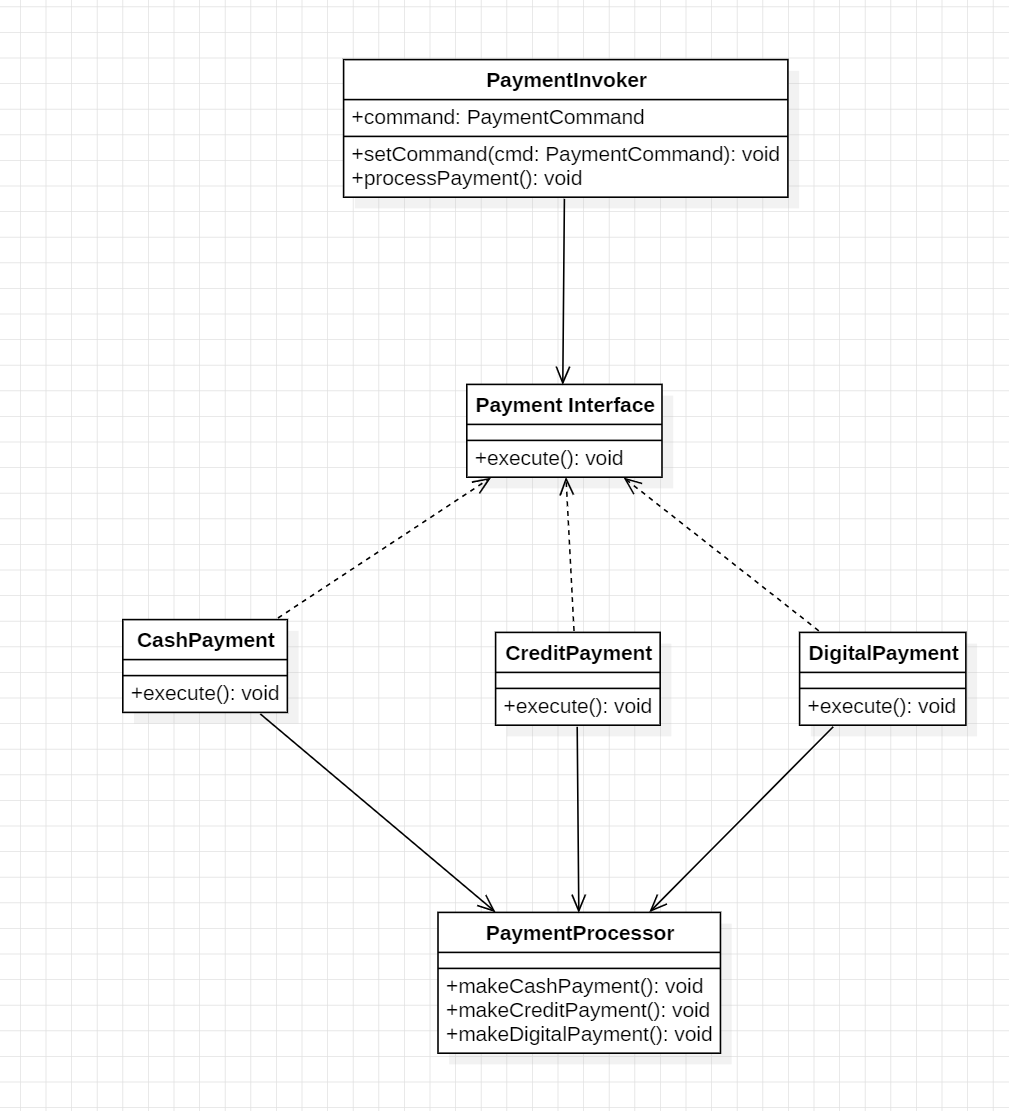 PaymentInvoker
+command: PaymentCommand
+setCommand(cmd: PaymentCommand): void
+processPayment(): void
Payment Interface
+execute(): void
CashPayment
+execute(): void
CreditPayment
+execute(): void
DigitalPayment
+execute(): void
PaymentProcessor
+makeCashPayment(): void
+makeCreditPayment(): void
+makeDigitalPayment(): void